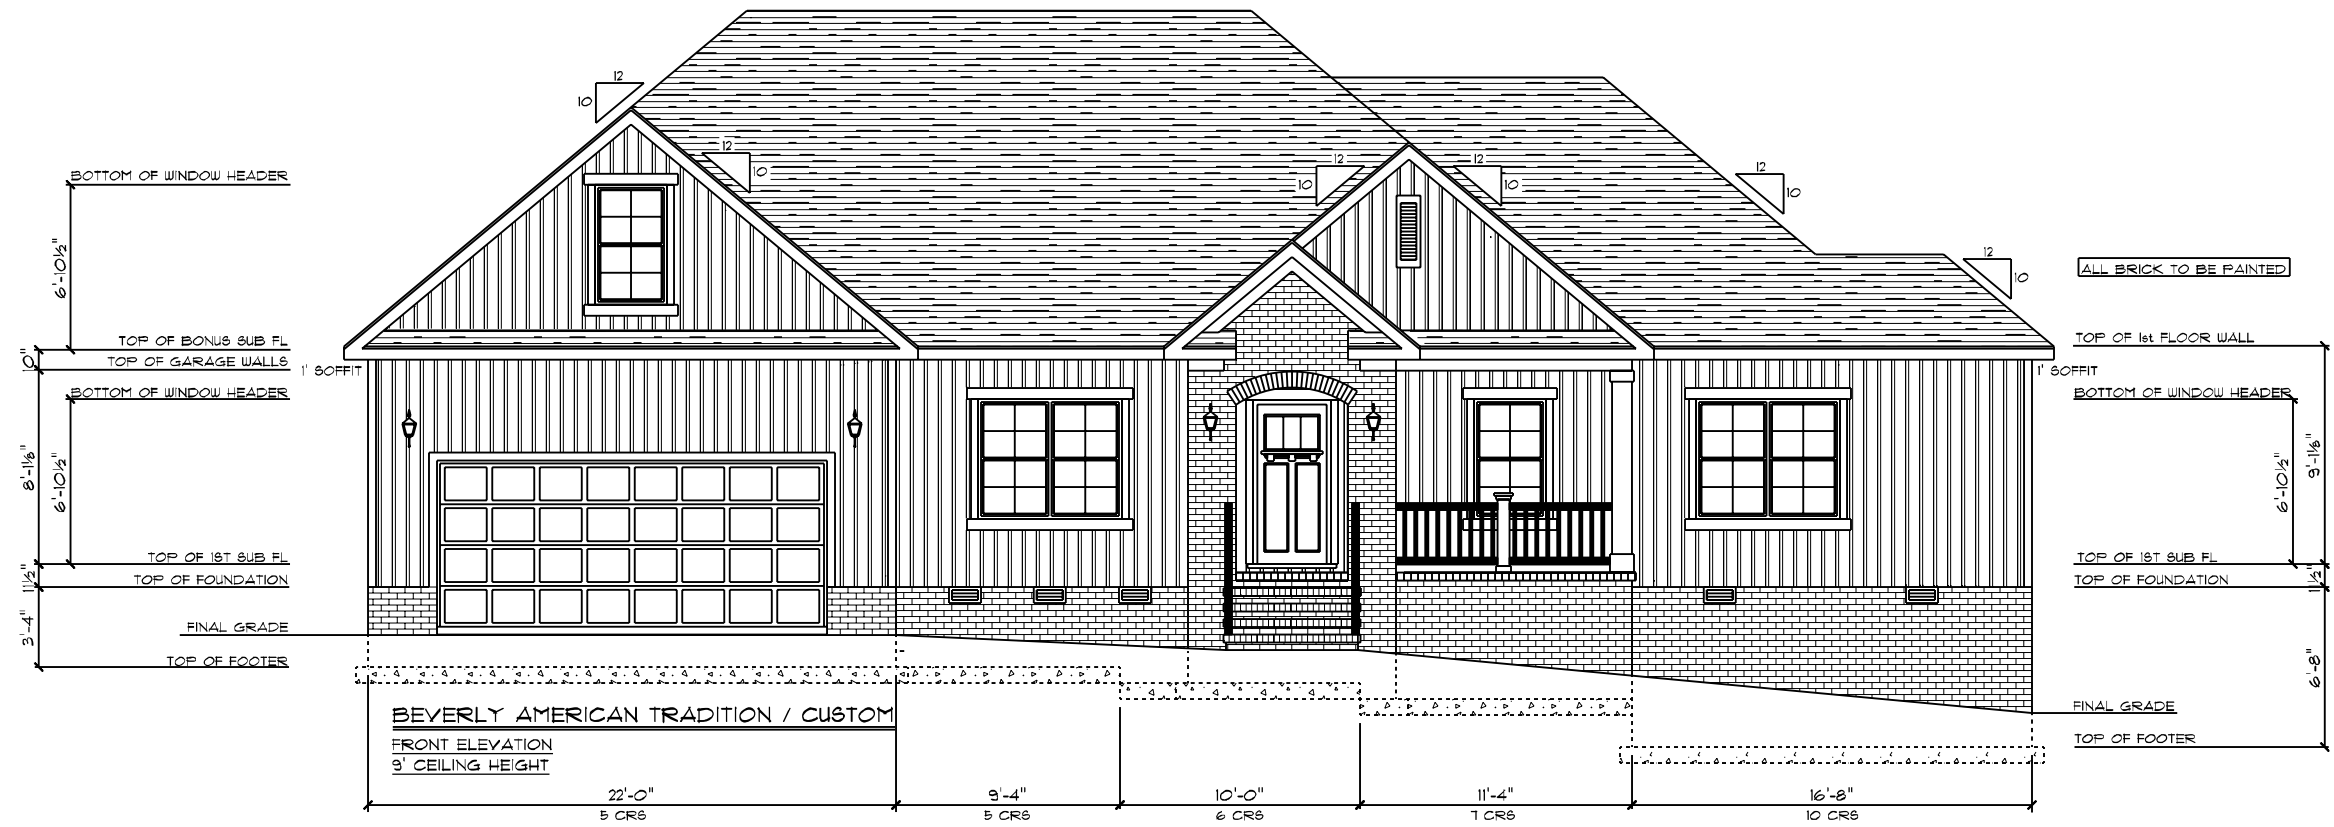 12
10
12
10
12
10
12
10
12
10
12
10
BOTTOM OF WINDOW HEADER
6'-10½"
TOP OF BONUS SUB FL
10"
TOP OF GARAGE WALLS
1' SOFFIT
BOTTOM OF WINDOW HEADER
8'-1⅛"
6'-10½"
TOP OF 1ST SUB FL
11½"
TOP OF FOUNDATION
3'-4"
FINAL GRADE
TOP OF FOOTER
ALL BRICK TO BE PAINTED
TOP OF 1st FLOOR WALL
1' SOFFIT
BOTTOM OF WINDOW HEADER
9'-1⅛"
6'-10½"
TOP OF 1ST SUB FL
11½"
TOP OF FOUNDATION
6'-8"
FINAL GRADE
TOP OF FOOTER
BEVERLY AMERICAN TRADITION / CUSTOM
FRONT ELEVATION
9' CEILING HEIGHT
22'-0"
5 CRS
9'-4"
5 CRS
10'-0"
6 CRS
11'-4"
7 CRS
16'-8"
10 CRS